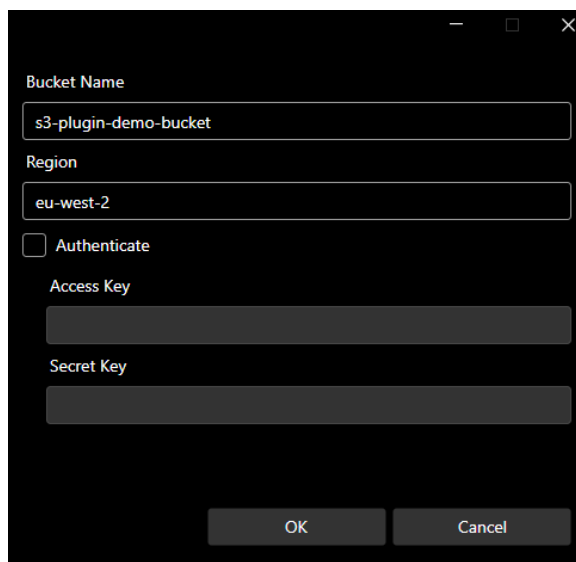 Bucket Name
s3-plugin-demo-bucket
Region
eu-west-2
Authenticate
Access Key
Secret Key
OK
Cancel